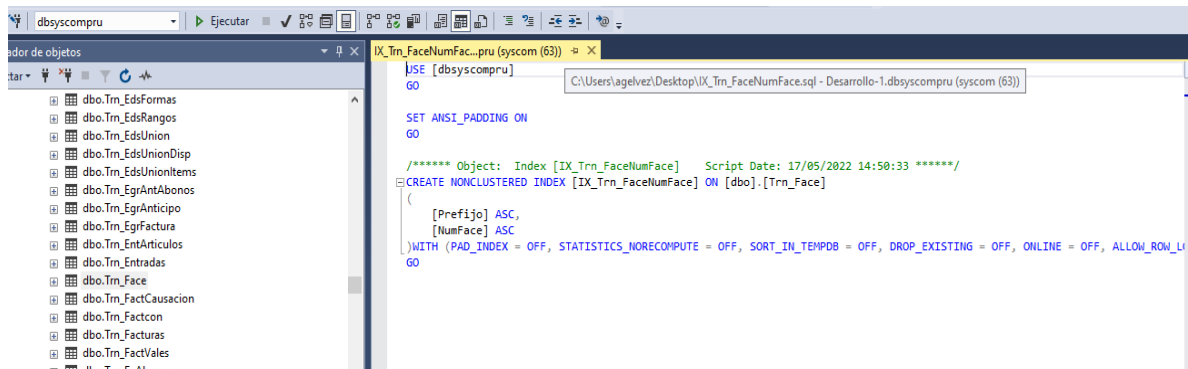 dbsyscompru
Ejecutar
ador de objetos
ctar
dbo.Trn_EdsFormas
dbo.Trn_EdsRangos
dbo.Trn_EdsUnion
dbo.Trn_EdsUnionDisp
dbo.Trn_EdsUnionItems
dbo.Trn_EgrAntAbonos
dbo.Trn_EgrAnticipo
dbo.Trn_EgrFactura
dbo.Trn_EntArticulos
dbo.Trn_Entradas
dbo.Trn_Face
dbo.Trn_FactCausacion
dbo.Trn_Factcon
dbo.Trn_Facturas
dbo.Trn_FactVales
IX_Trn_FaceNumFac...pru (syscom (63))
USE [dbsyscompru]
C:\Users\agelvez\Desktop\IX_Trn_FaceNumFace.sql - Desarrollo-1.dbsyscompru (syscom (63))
GO
SET ANSI_PADDING ON
GO
/****** Object:  Index [IX_Trn_FaceNumFace]    Script Date: 17/05/2022 14:50:33 ******/
CREATE NONCLUSTERED INDEX [IX_Trn_FaceNumFace] ON [dbo].[Trn_Face]
(
[Prefijo] ASC,
[NumFace] ASC
)WITH (PAD_INDEX = OFF, STATISTICS_NORECOMPUTE = OFF, SORT_IN_TEMPDB = OFF, DROP_EXISTING = OFF, ONLINE = OFF, ALLOW_ROW_L
GO